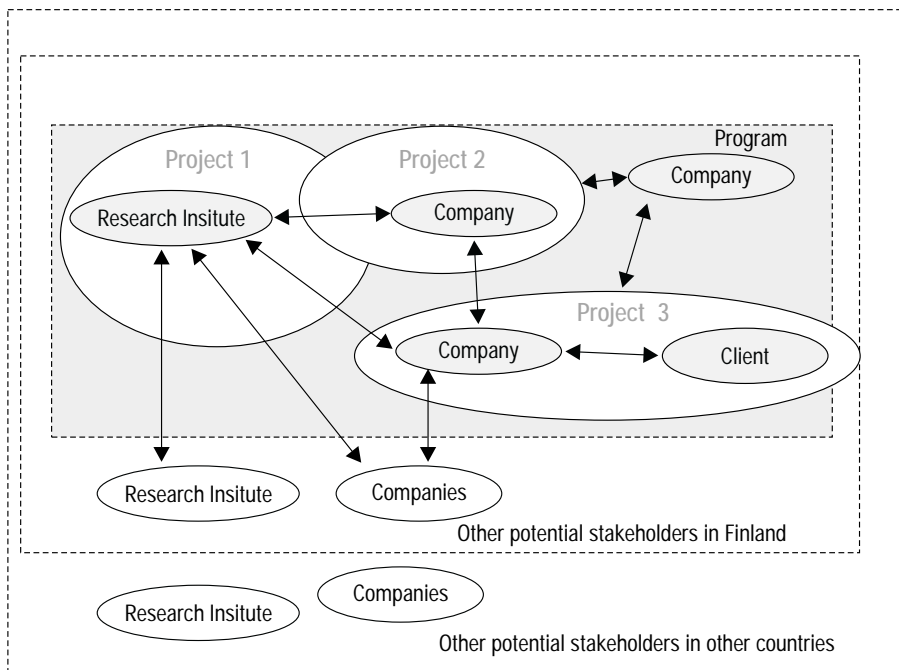 Program
Project 1
Project 2
Company
Research Insitute
Company
Project 3
Company
Client
Research Insitute
Companies
Other potential stakeholders in Finland
Companies
Research Insitute
Other potential stakeholders in other countries